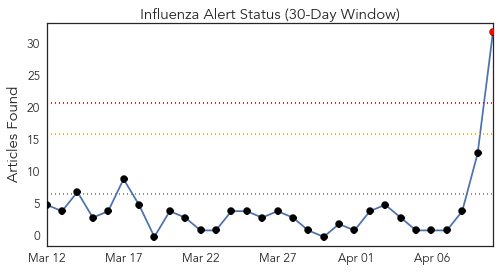 Influenza Alert Status (30-Day Window)
Articles Found
30
25
20
15
10
5
0
Mar 12
Mar 17
Mar 22
Mar 27
Apr 01
Apr 06